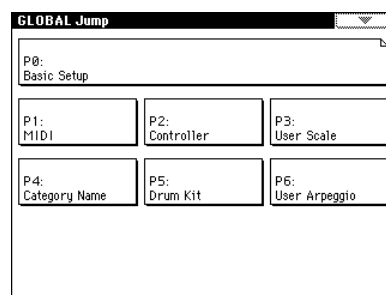 GLOBAL Jump
P0:
Basic Setup
P1:
MIDI
P2:
Controller
P3:
User Scale
P4:
Category Name
P5:
Drum Kit
P6:
User Arpeggio